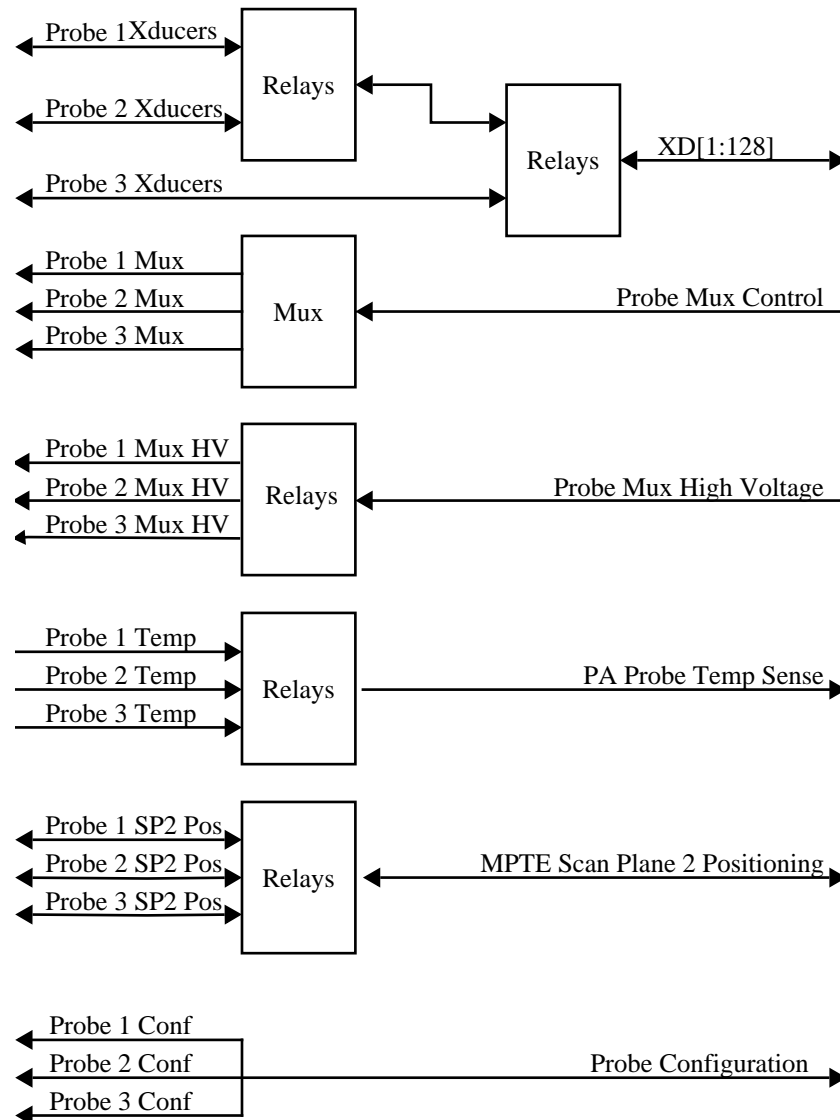 Probe 1 Xducers
Relays
Probe 2 Xducers
XD[1:128]
Relays
Probe 3 Xducers
Probe 1 Mux
Probe 2 Mux
Mux
Probe Mux Control
Probe 3 Mux
Probe 1 Mux HV
Probe 2 Mux HV
Relays
Probe Mux High Voltage
Probe 3 Mux HV
Probe 1 Temp
Probe 2 Temp
Relays
PA Probe Temp Sense
Probe 3 Temp
Probe 1 SP2 Pos
Probe 2 SP2 Pos
Relays
MPTE Scan Plane 2 Positioning
Probe 3 SP2 Pos
Probe 1 Conf
Probe 2 Conf
Probe Configuration
Probe 3 Conf